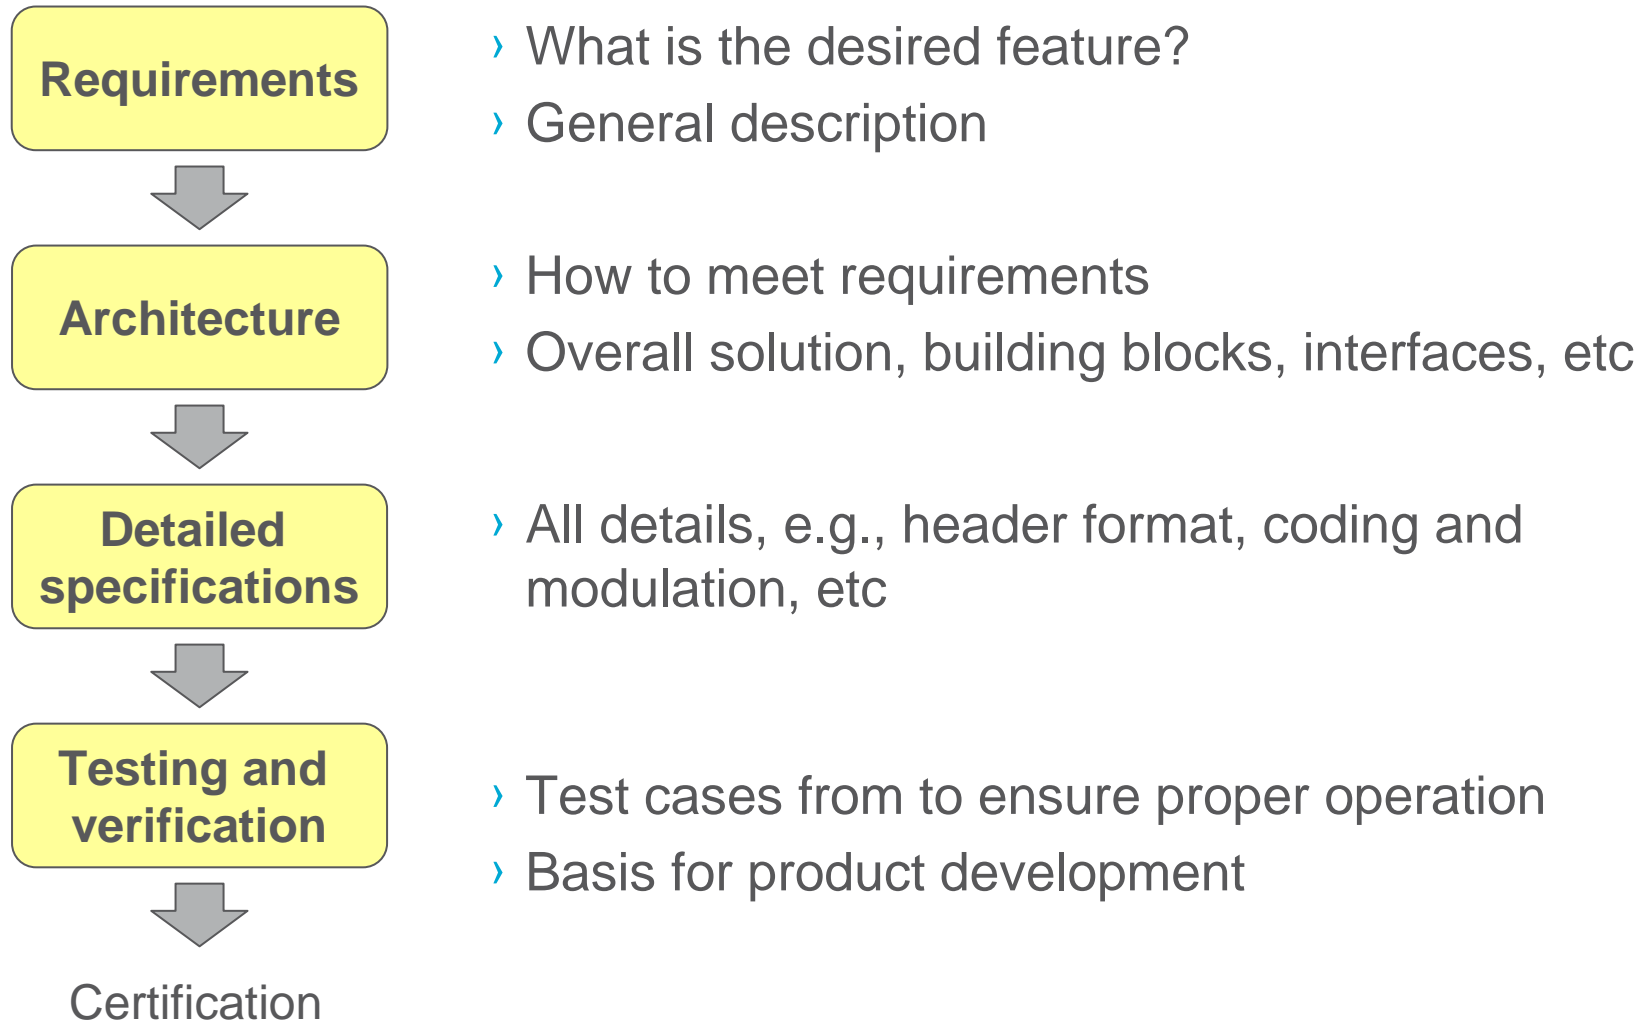 Requirements
› What is the desired feature?
› General description
Architecture
› How to meet requirements
› Overall solution, building blocks, interfaces, etc
Detailed
specifications
› All details, e.g., header format, coding and
modulation, etc
Testing and
verification
› Test cases from to ensure proper operation
› Basis for product development
Certification